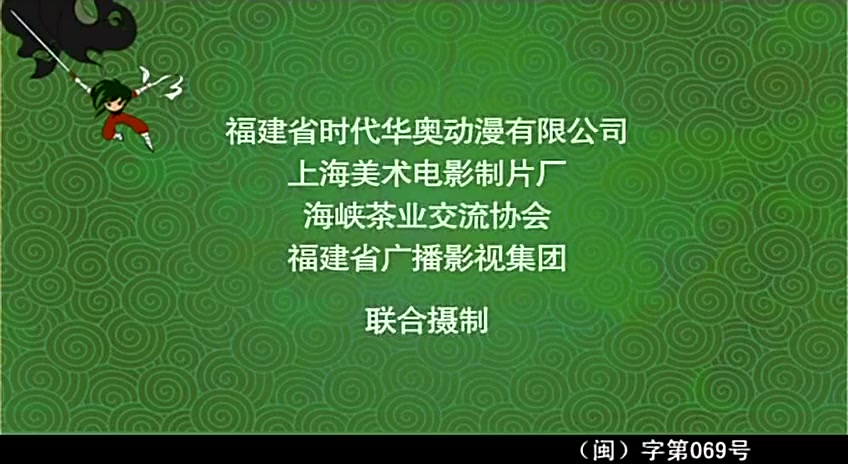 福建省时代华奥动漫有限公司
上海美术电影制片厂
海峡茶业交流协会
福建省广播影视集团
联合摄制
（闽）字第069号